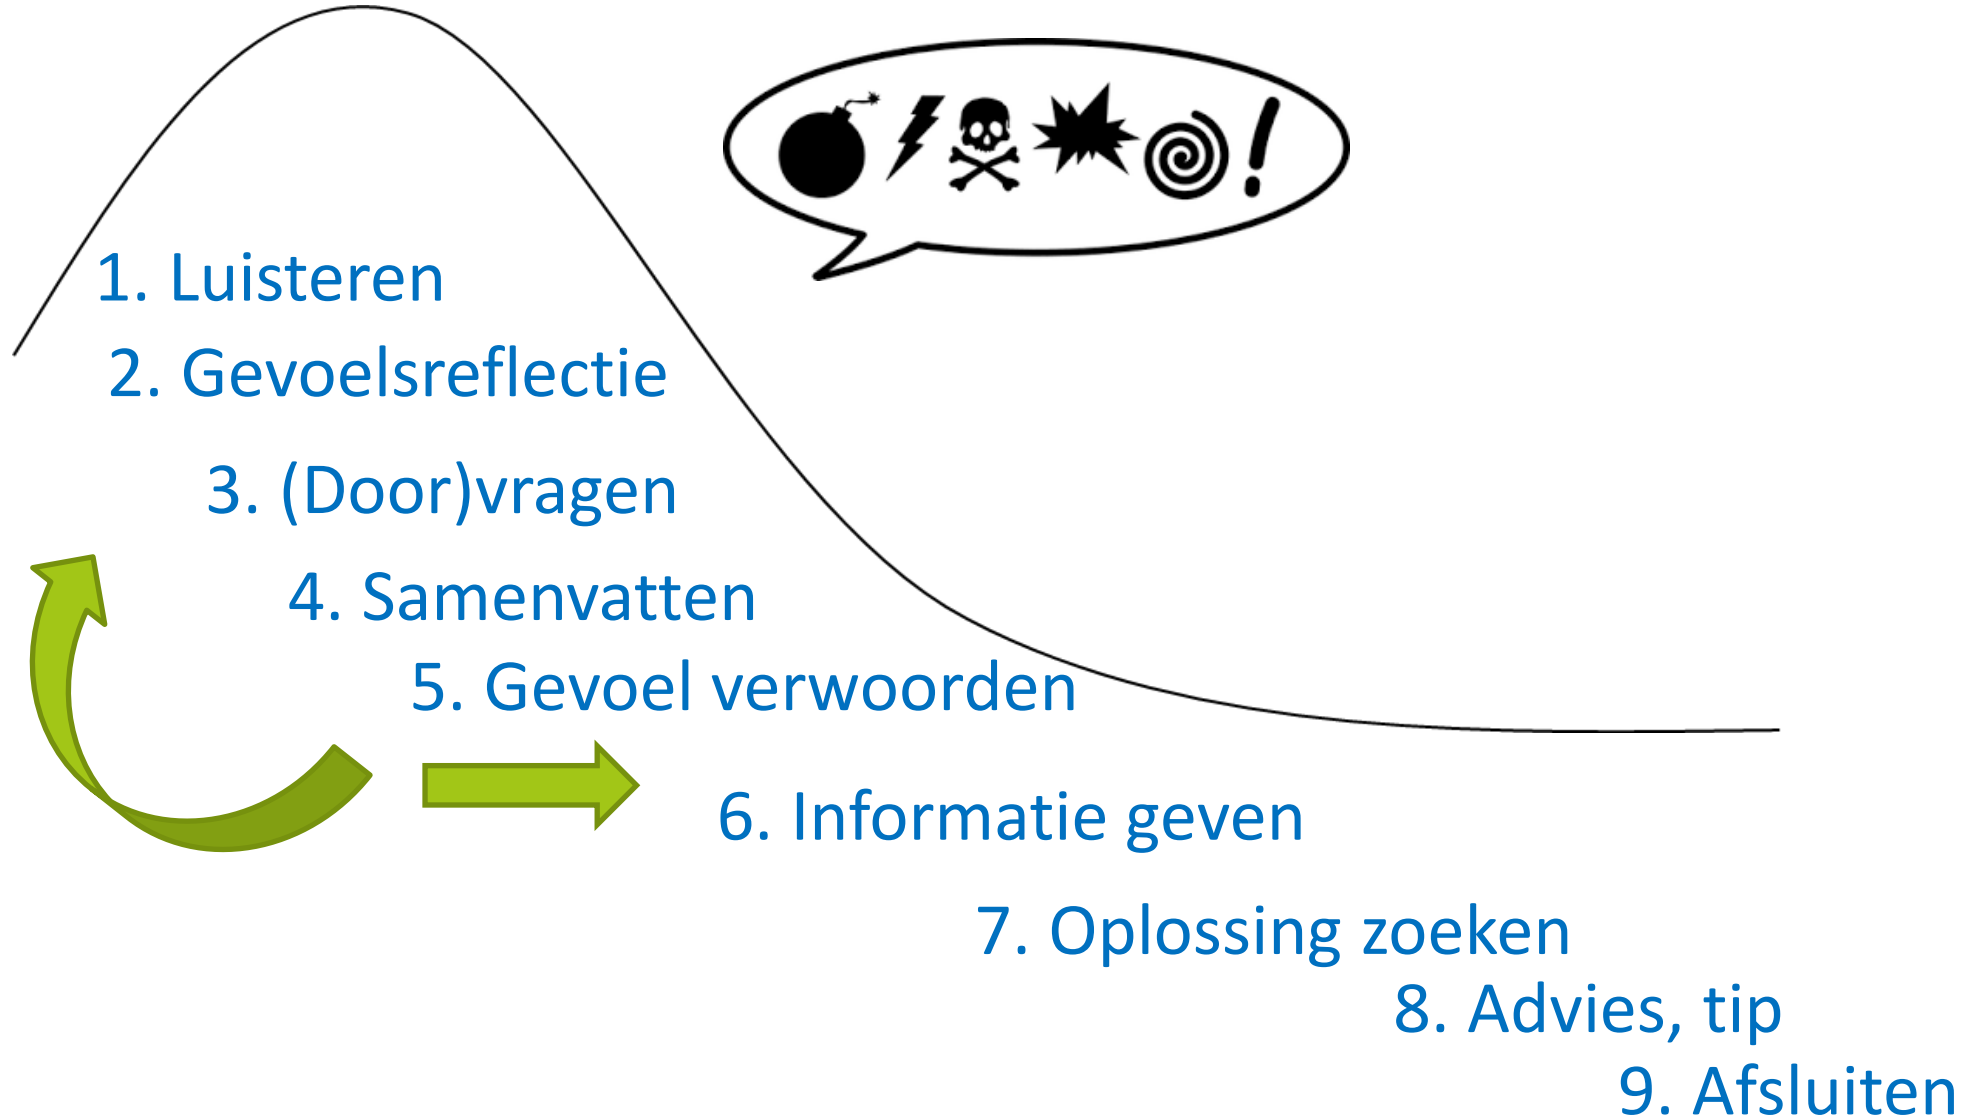 1. Luisteren
2. Gevoelsreflectie
3. (Door)vragen
4. Samenvatten
5. Gevoel verwoorden
6. Informatie geven
7. Oplossing zoeken
8. Advies, tip
9. Afsluiten